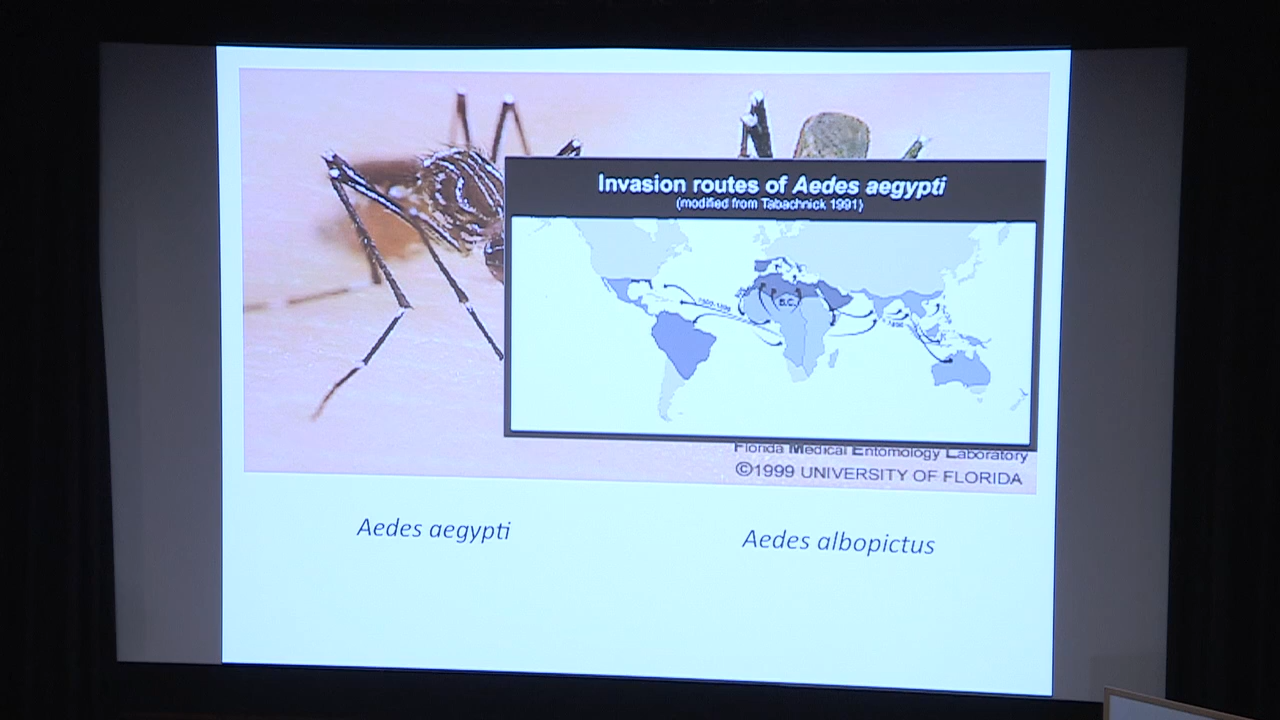 Invasion routes of Aedes aegypti
(modified from Tabachnick 1991)
B.C.
Florida Medical Entomology Laboratory
©1999 UNIVERSITY OF FLORIDA
Aedes aegypti
Aedes albopictus